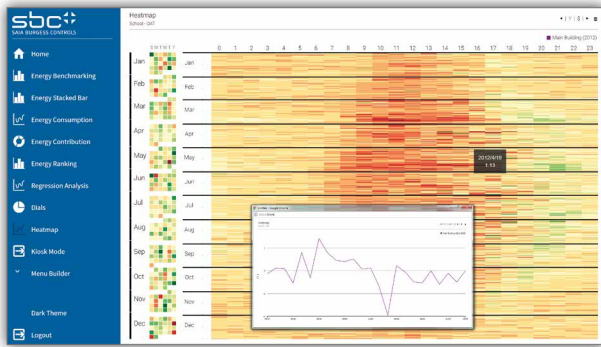 sbc
SAIA BURGESS CONTROLS
Home
Energy Benchmarking
Energy Stacked Bar
Energy Consumption
Energy Contribution
Energy Ranking
Regression Analysis
Dials
Heatmap
Kiosk Mode
Menu Builder
Dark Theme
Logout
Heatmap
School - DAT
Main Building (2012)
S M T W T F
0 1 2 3 4 5 6 7 8 9 10 11 12 13 14 15 16 17 18 19 20 21 22 23
Jan Jan
Feb Feb
Mar Mar
Apr Apr
May May
Jun Jun
Jul Jul
Aug Aug
Sep Sep
Oct Oct
Nov Nov
Dec Dec
1:13